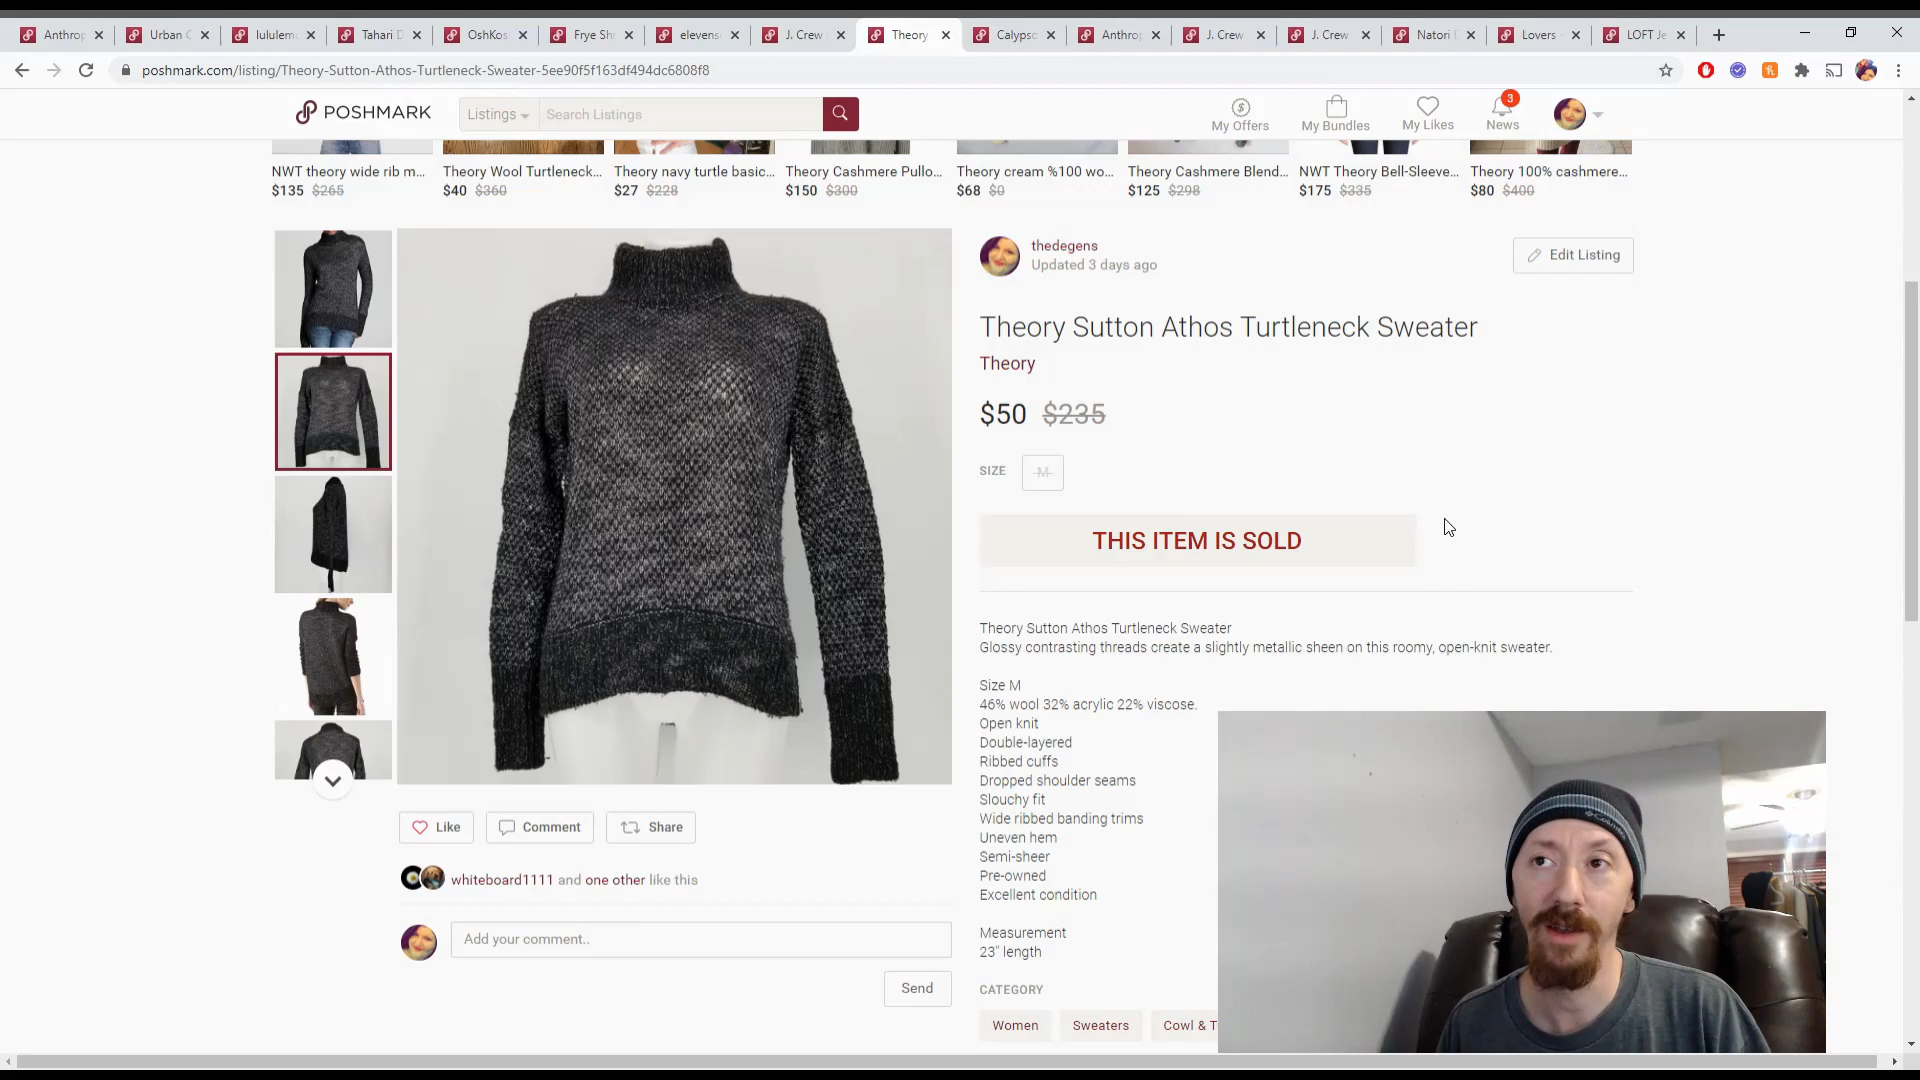 Anthrop
Urban C
lululem
Tahari D
OshKos
Frye Sh
elevens
J. Crew
Theory
Calypso
Anthrop
J. Crew
J. Crew
Natori
Lovers
LOFT Je
poshmark.com/listing/Theory-Sutton-Athos-Turtleneck-Sweater-5ee90f5f163df494dc6808f8
POSHMARK
Listings
Search Listings
My Offers
My Bundles
My Likes
3
News
NWT theory wide rib m...
$135 $265
Theory Wool Turtleneck...
$40 $360
Theory navy turtle basic...
$27 $228
Theory Cashmere Pullo...
$150 $300
Theory cream %100 wo...
$68 $0
Theory Cashmere Blend...
$125 $298
NWT Theory Bell-Sleeve...
$175 $335
Theory 100% cashmere...
$80 $400
thedegens
Updated 3 days ago
Edit Listing
Theory Sutton Athos Turtleneck Sweater
Theory
$50 $235
SIZE M
THIS ITEM IS SOLD
Theory Sutton Athos Turtleneck Sweater
Glossy contrasting threads create a slightly metallic sheen on this roomy, open-knit sweater.
Size M
46% wool 32% acrylic 22% viscose.
Open knit
Double-layered
Ribbed cuffs
Dropped shoulder seams
Slouchy fit
Wide ribbed banding trims
Uneven hem
Semi-sheer
Pre-owned
Excellent condition
Measurement
23" length
CATEGORY
Women
Sweaters
Cowl & T
Like
Comment
Share
whiteboard1111 and one other like this
Add your comment..
Send
Columbia